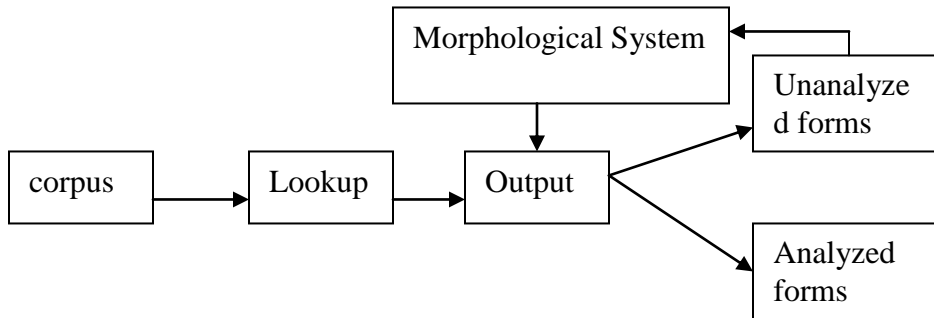 Morphological System
Unanalyze
d forms
corpus
Lookup
Output
Analyzed
forms